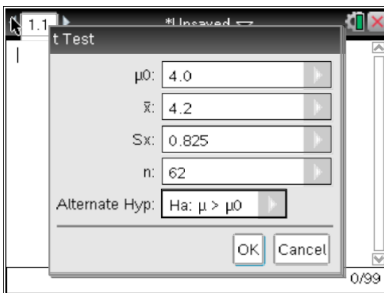 1.1
*Unsaved
t Test
μ0: 4.0
x̄: 4.2
Sx: 0.825
n: 62
Alternate Hyp: Ha: μ > μ0
OK Cancel
0/99